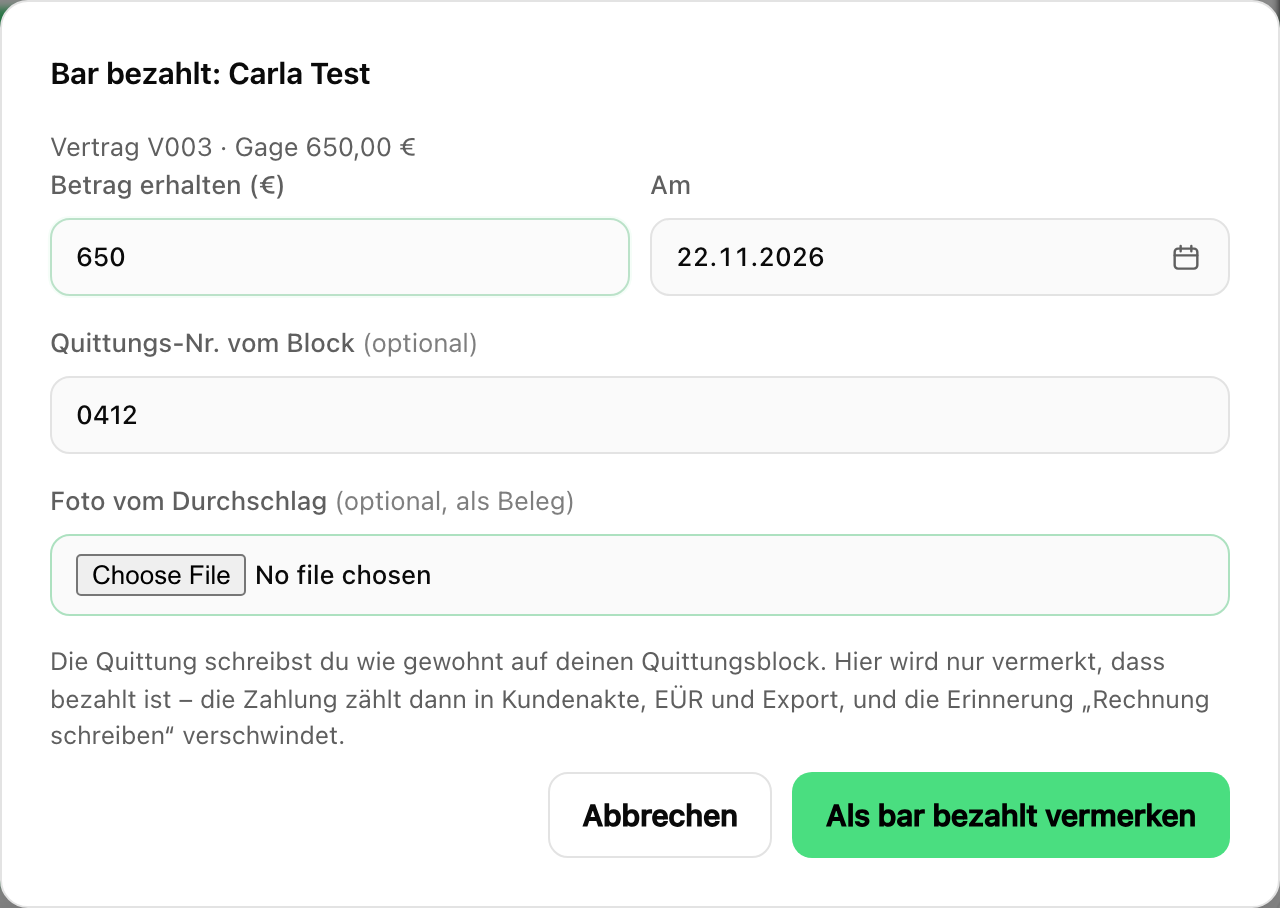 Bar bezahlt: Carla Test
Vertrag V003 · Gage 650,00 €
Betrag erhalten (€)
Am
650
22.11.2026
Quittungs-Nr. vom Block (optional)
0412
Foto vom Durchschlag (optional, als Beleg)
Choose File No file chosen
Die Quittung schreibst du wie gewohnt auf deinen Quittungsblock. Hier wird nur vermerkt, dass
bezahlt ist – die Zahlung zählt dann in Kundenakte, EÜR und Export, und die Erinnerung „Rechnung
schreiben“ verschwindet.
Abbrechen
Als bar bezahlt vermerken